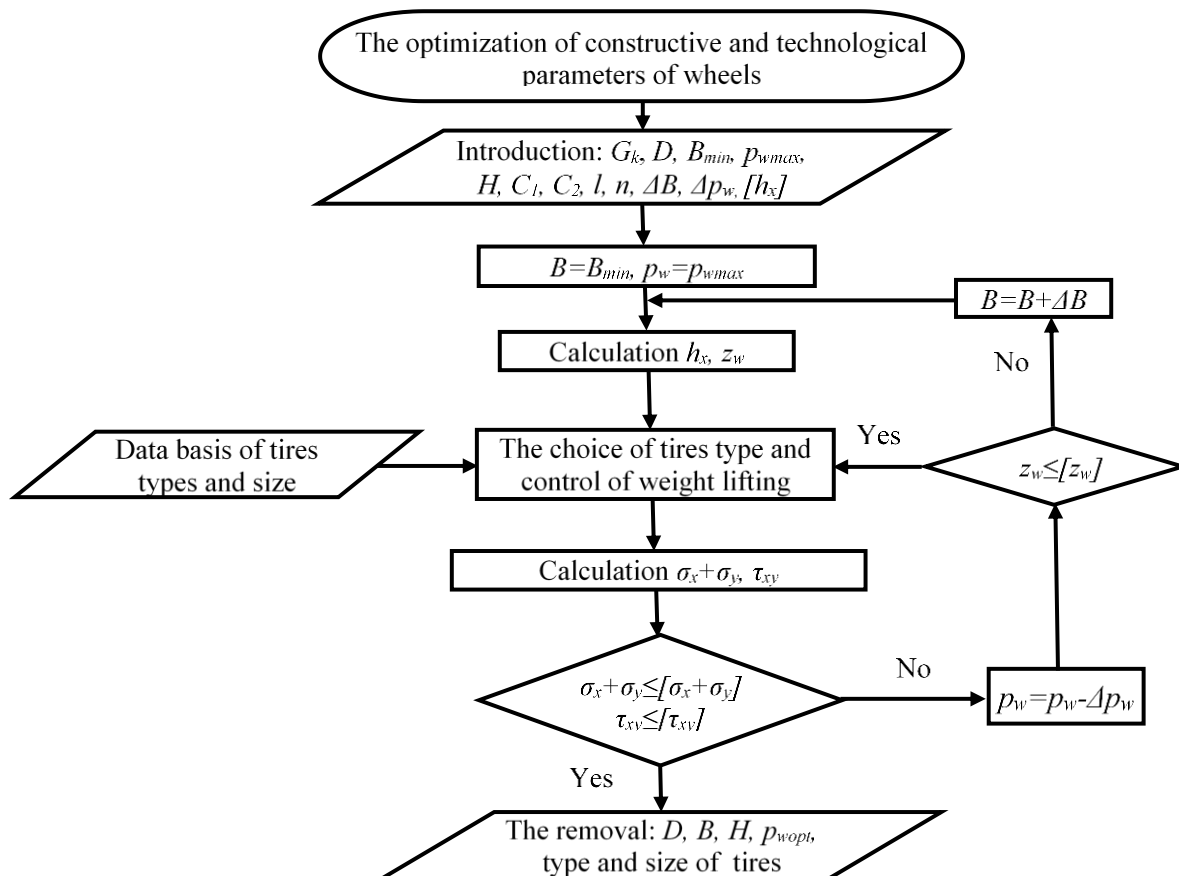 The optimization of constructive and technological
parameters of wheels
Introduction: Gₖ, D, Bmin, pwmax,
H, C₁, C₂, l, n, ΔB, Δpw, [hₓ]
B=Bmin, pw=pwmax
B=B+ΔB
Calculation hₓ, zw
No
Data basis of tires
types and size
The choice of tires type and
control of weight lifting
Yes
zw≤[zw]
Calculation σₓ+σy, τxy
σₓ+σy≤[σₓ+σy]
τxy≤[τxy]
No
pw=pw-Δpw
Yes
The removal: D, B, H, pwopt,
type and size of tires